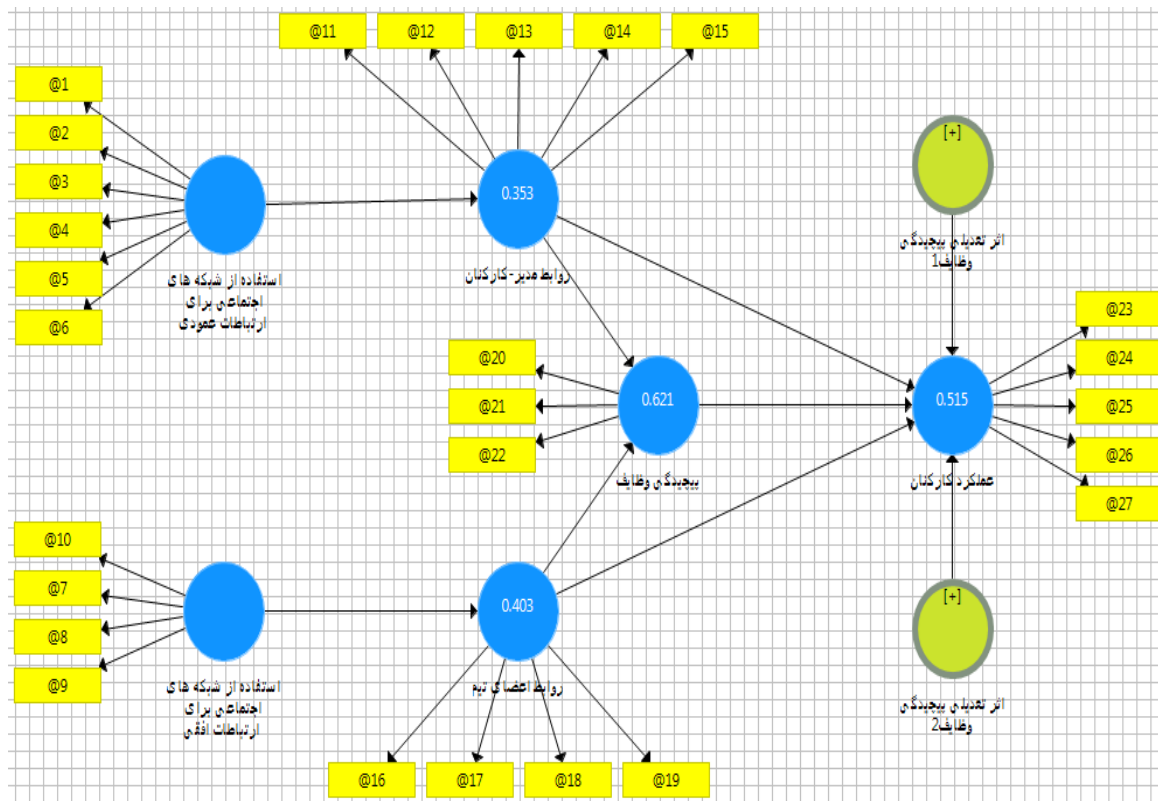 @11
@12
@13
@14
@15
@1
@2
@3
@4
@5
@6
استفاده از شبکه های
اجتماعی برای
ارتباطات عمودی
0.353
روابط مدیر-کارکنان
[+]
اثر تعدیلی پیچیدگی
وظایف1
@20
@21
@22
0.621
پیچیدگی وظایف
0.515
عملکرد کارکنان
@23
@24
@25
@26
@27
@10
@7
@8
@9
استفاده از شبکه های
اجتماعی برای
ارتباطات افقی
0.403
روابط اعضای تیم
[+]
اثر تعدیلی پیچیدگی
وظایف2
@16
@17
@18
@19